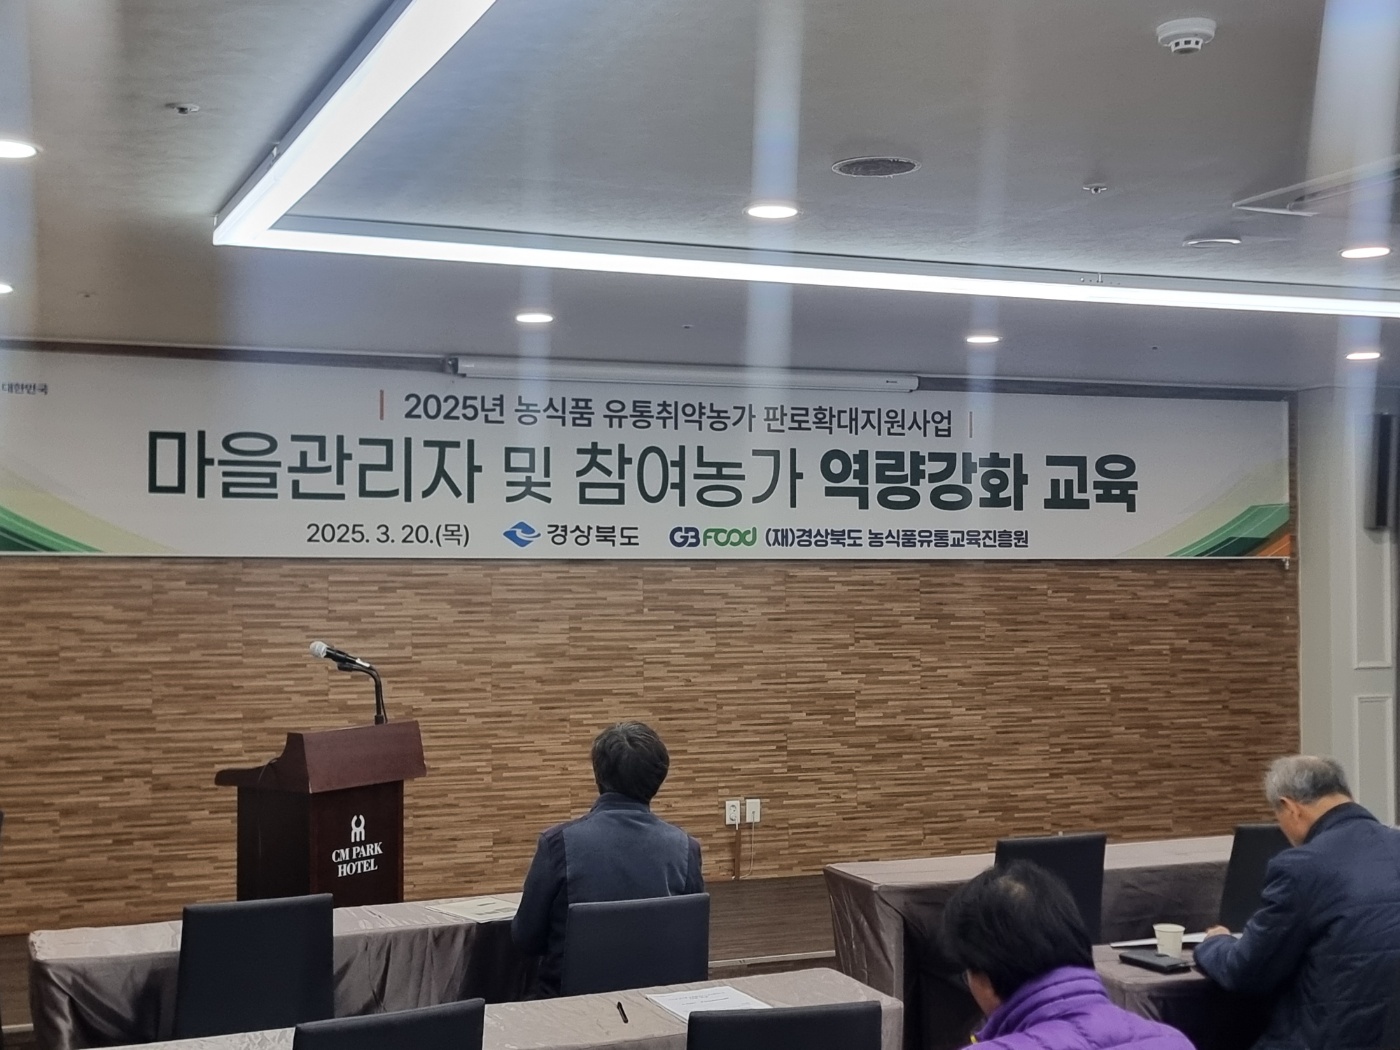 대한민국
2025년 농식품 유통취약농가 판로확대지원사업
마을관리자 및 참여농가 역량강화 교육
2025. 3. 20.(목) 경상북도 GB FOOD (재)경상북도 농식품유통교육진흥원
CM PARK
HOTEL